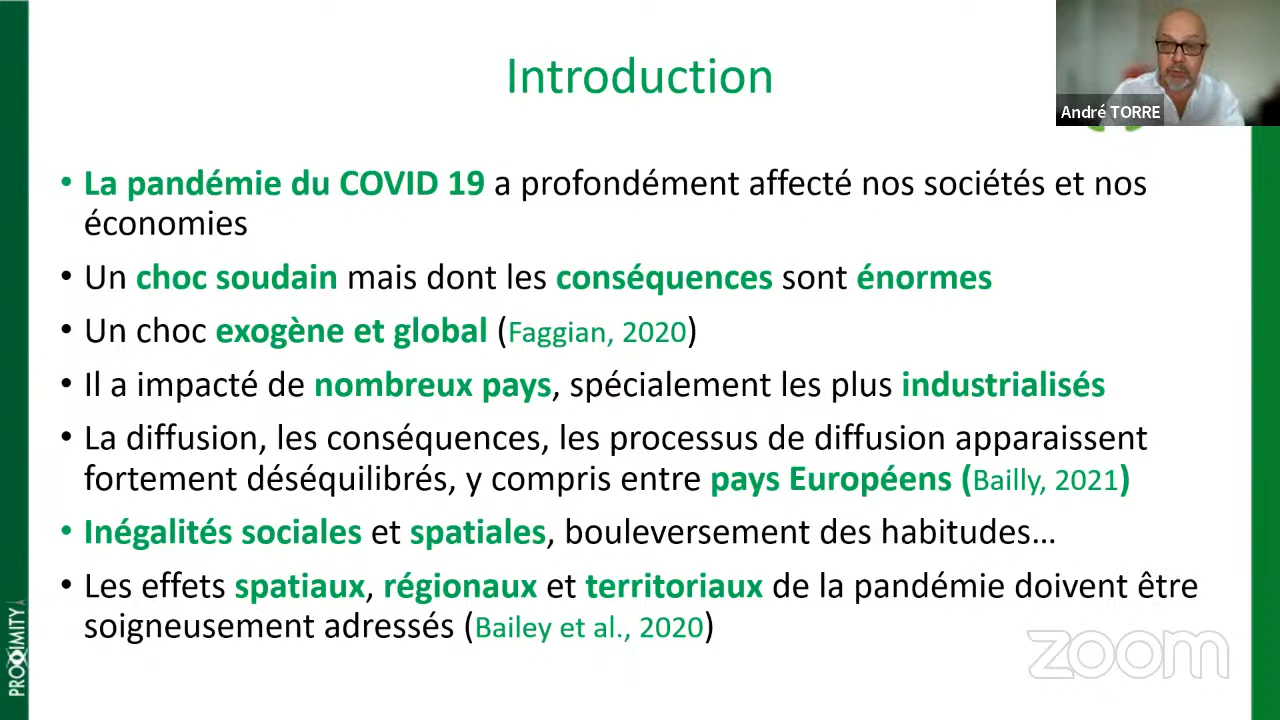 Introduction
André TORRE
• La pandémie du COVID 19 a profondément affecté nos sociétés et nos
économies
• Un choc soudain mais dont les conséquences sont énormes
• Un choc exogène et global (Faggian, 2020)
• Il a impacté de nombreux pays, spécialement les plus industrialisés
• La diffusion, les conséquences, les processus de diffusion apparaissent
fortement déséquilibrés, y compris entre pays Européens (Bailly, 2021)
• Inégalités sociales et spatiales, bouleversement des habitudes…
• Les effets spatiaux, régionaux et territoriaux de la pandémie doivent être
soigneusement adressés (Bailey et al., 2020)
PROXIMITY
zoom